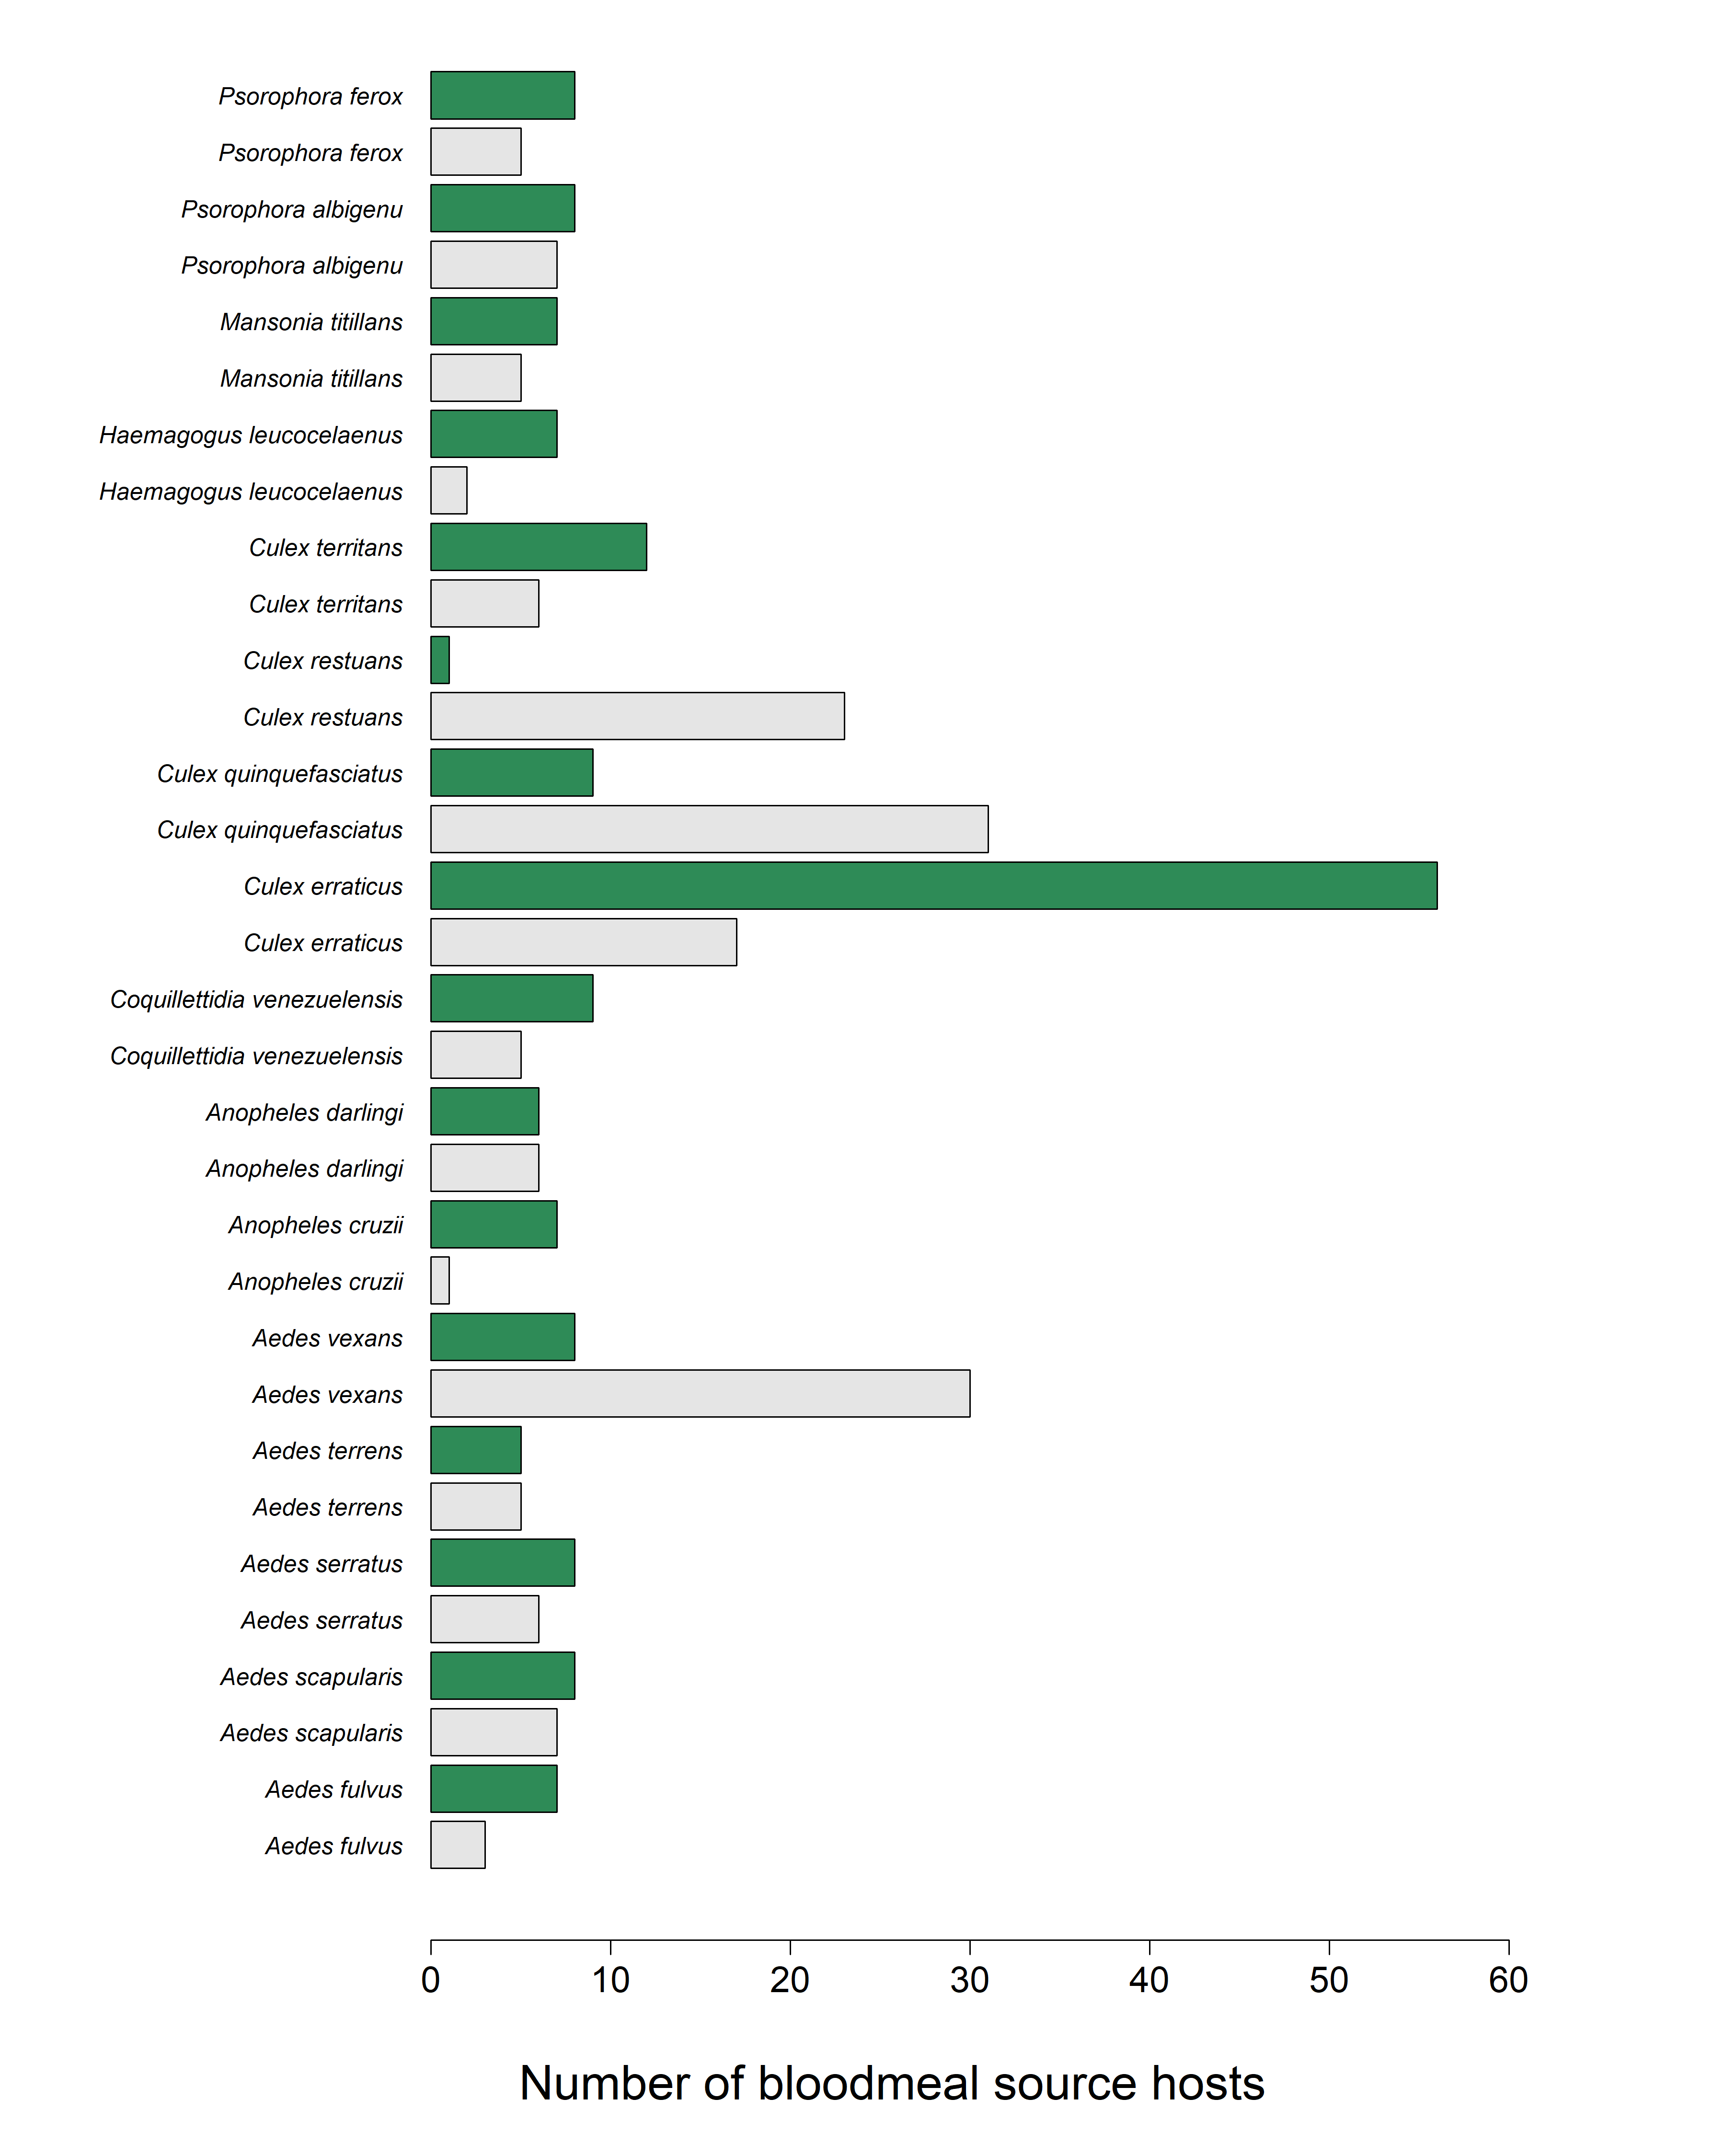 Psorophora ferox
Psorophora ferox
Psorophora albigenu
Psorophora albigenu
Mansonia titillans
Mansonia titillans
Haemagogus leucocelaenus
Haemagogus leucocelaenus
Culex territans
Culex territans
Culex restuans
Culex restuans
Culex quinquefasciatus
Culex quinquefasciatus
Culex erraticus
Culex erraticus
Coquillettidia venezuelensis
Coquillettidia venezuelensis
Anopheles darlingi
Anopheles darlingi
Anopheles cruzii
Anopheles cruzii
Aedes vexans
Aedes vexans
Aedes terrens
Aedes terrens
Aedes serratus
Aedes serratus
Aedes scapularis
Aedes scapularis
Aedes fulvus
Aedes fulvus
0 10 20 30 40 50 60
Number of bloodmeal source hosts